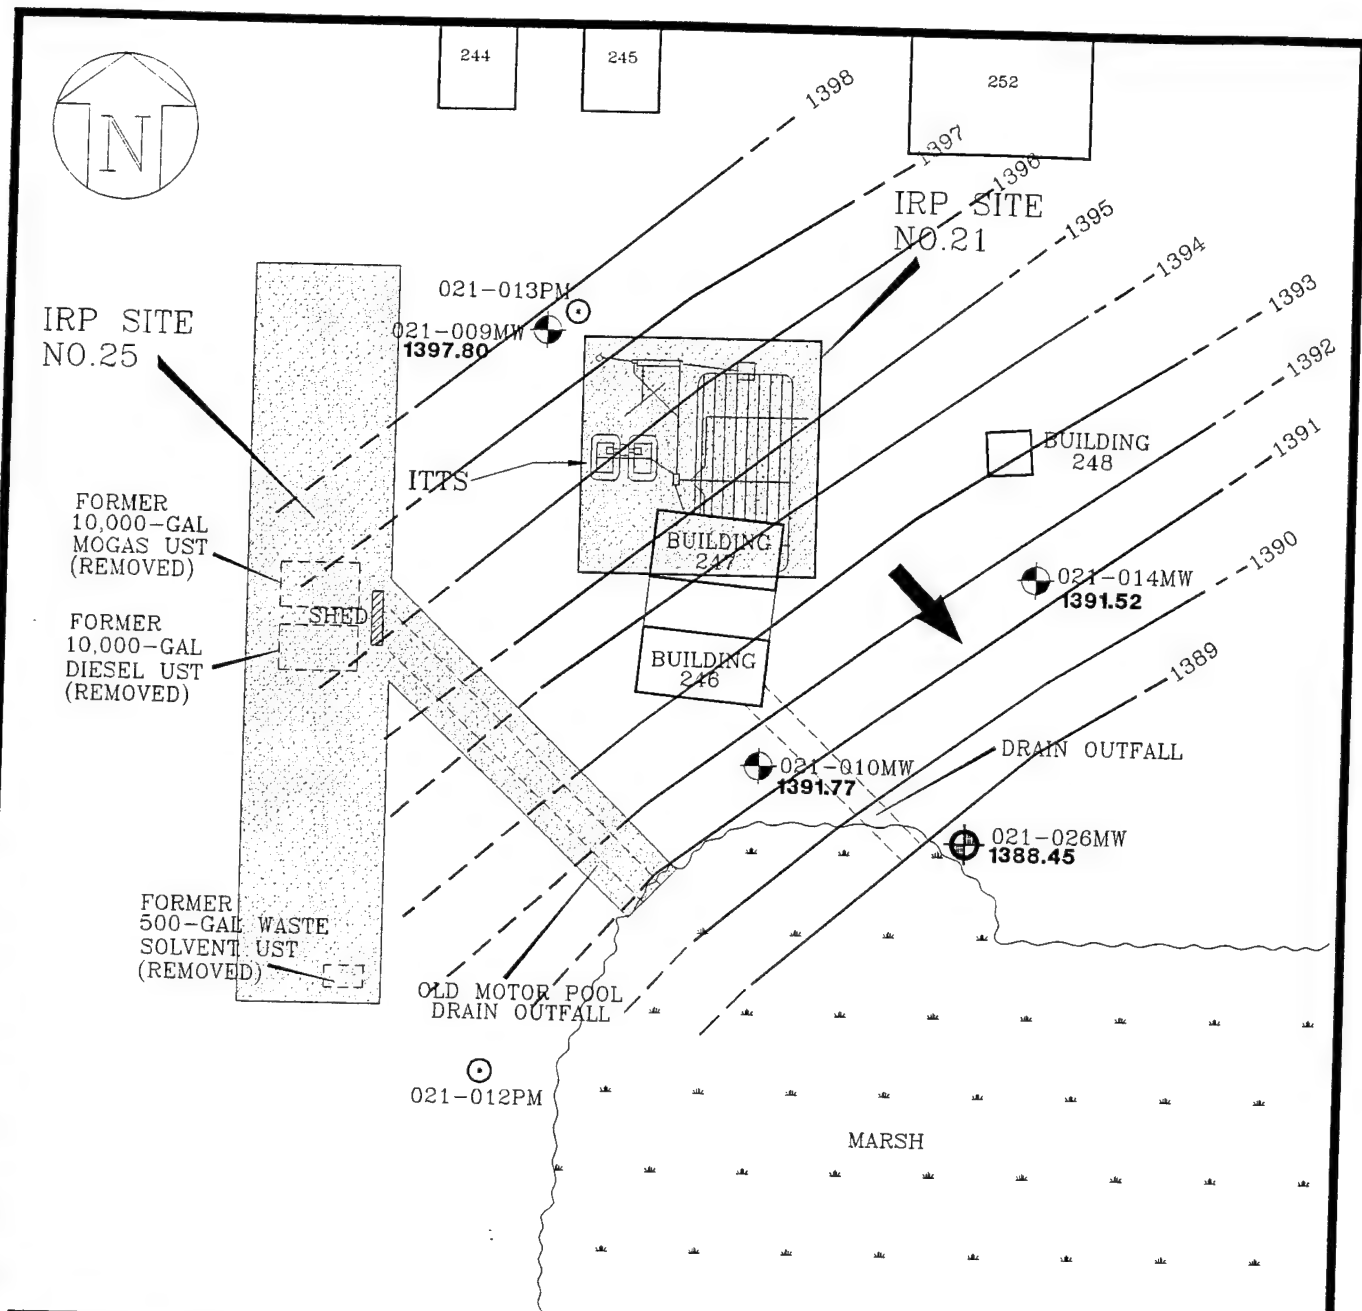 244
245
252
1398
1397
1396
1395
1394
1393
1392
1391
1390
1389
N
IRP SITE
NO.21
IRP SITE
NO.25
021-013PM
021-009MW
1397.80
ITTS
BUILDING
248
BUILDING
247
BUILDING
246
FORMER
10,000-GAL
MOGAS UST
(REMOVED)
SHED
FORMER
10,000-GAL
DIESEL UST
(REMOVED)
021-014MW
1391.52
021-010MW
1391.77
DRAIN OUTFALL
021-026MW
1388.45
FORMER
500-GAL WASTE
SOLVENT UST
(REMOVED)
OLD MOTOR POOL
DRAIN OUTFALL
021-012PM
MARSH